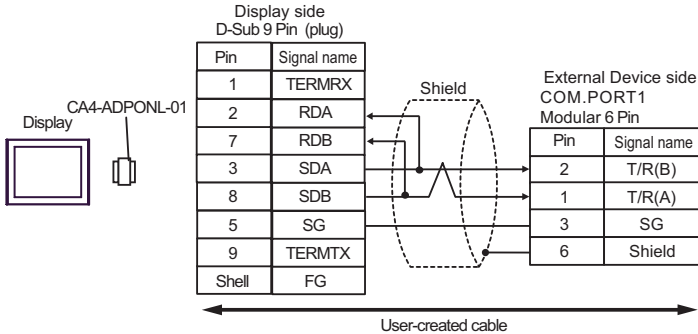 Display side
D-Sub 9 Pin (plug)
Pin Signal name
1 TERMRX
2 RDA
7 RDB
3 SDA
8 SDB
5 SG
9 TERMTX
Shell FG
CA4-ADPONL-01
Display
Shield
External Device side
COM.PORT1
Modular 6 Pin
Pin Signal name
2 T/R(B)
1 T/R(A)
3 SG
6 Shield
User-created cable